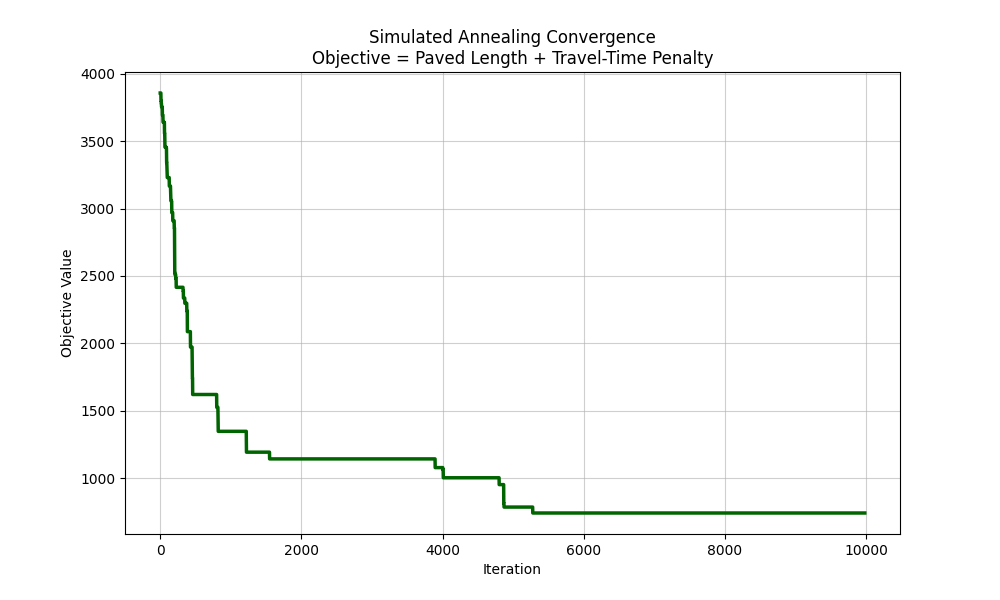 Simulated Annealing Convergence
Objective = Paved Length + Travel-Time Penalty
4000
3500
3000
2500
2000
1500
1000
Objective Value
0 2000 4000 6000 8000 10000
Iteration